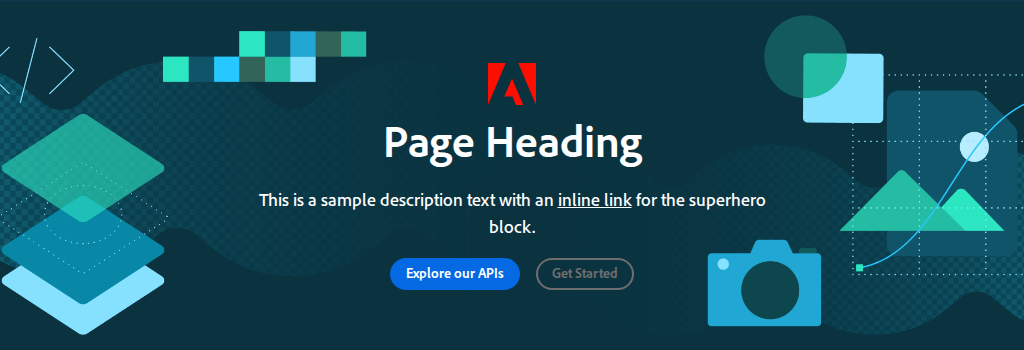 Page Heading
This is a sample description text with an inline link for the superhero
block.
Explore our APIs
Get Started